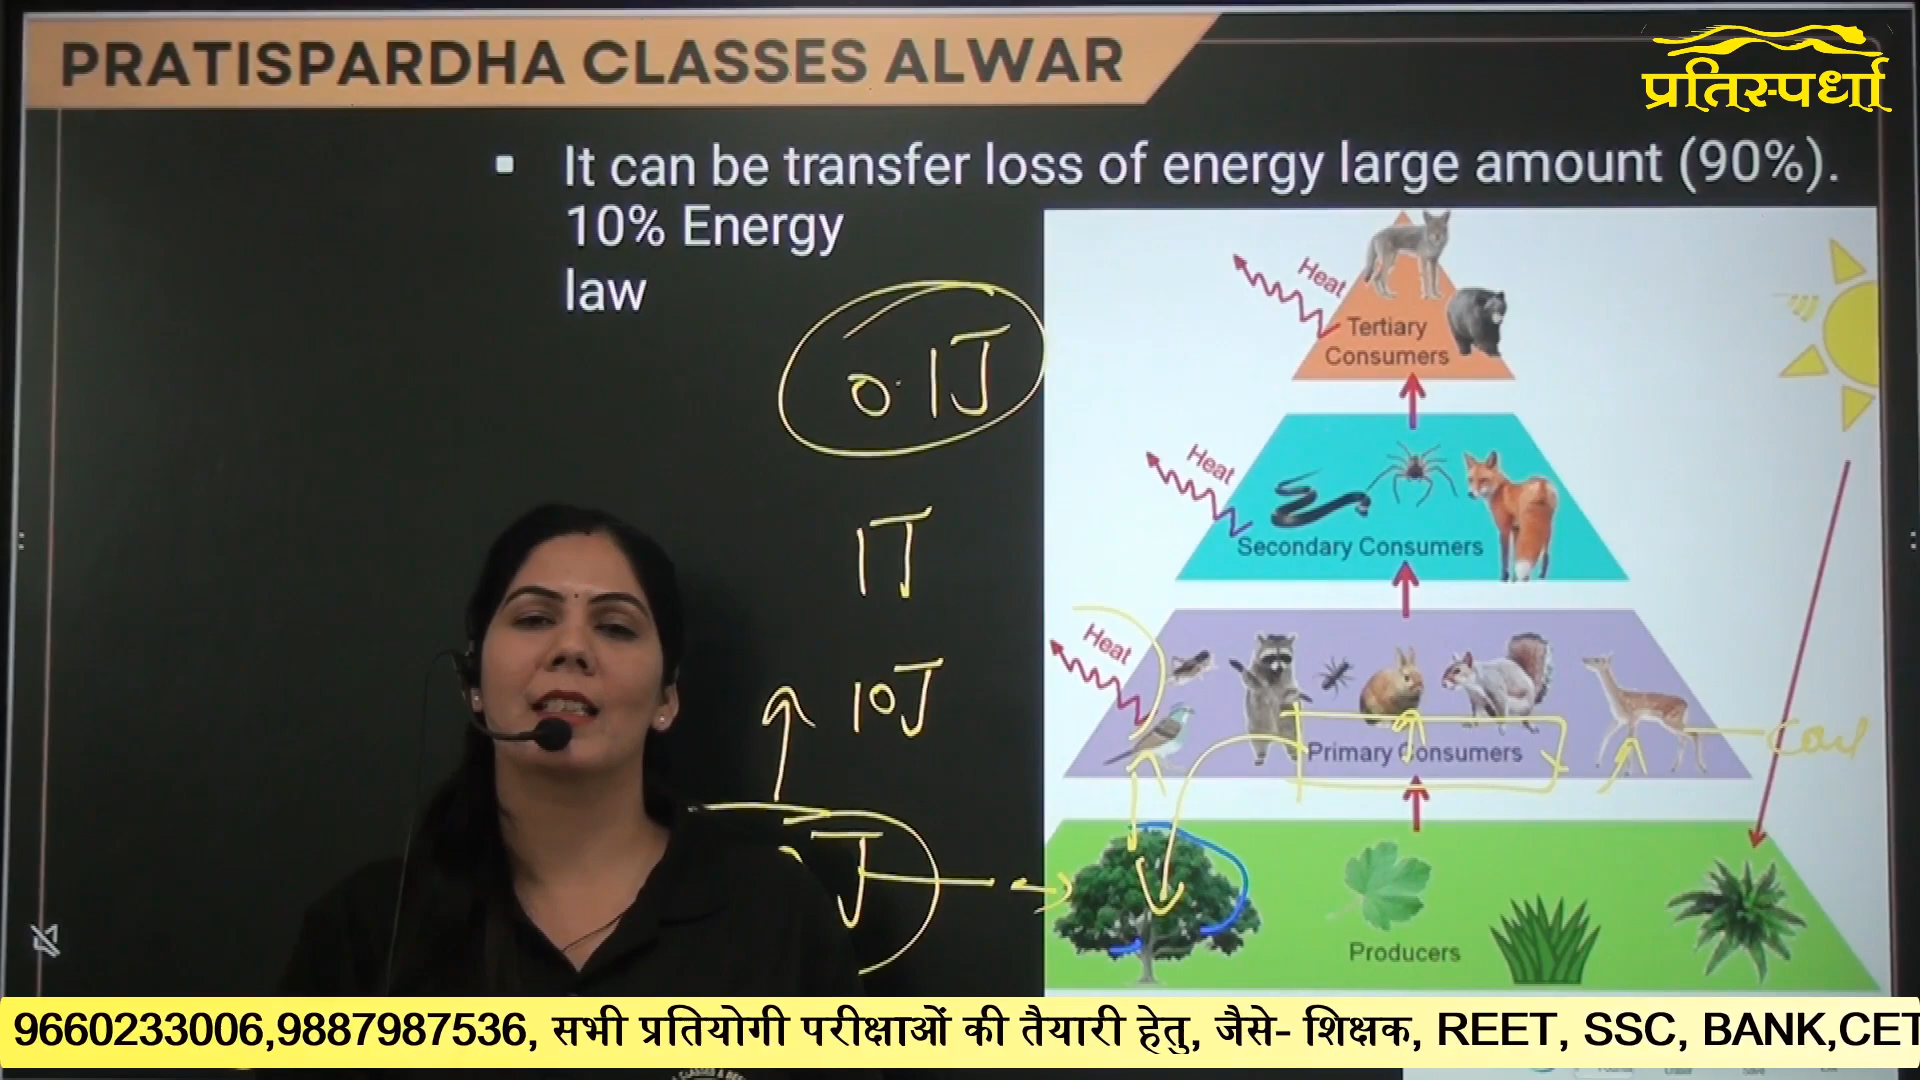 PRATISPARDHA CLASSES ALWAR
प्रतिस्पर्धा
▪ It can be transfer loss of energy large amount (90%).
10% Energy
law
0.1J
1J
10J
J
Heat
Tertiary
Consumers
Heat
Secondary Consumers
Heat
Primary Consumers
Producers
9660233006,9887987536, सभी प्रतियोगी परीक्षाओं की तैयारी हेतु, जैसे- शिक्षक, REET, SSC, BANK,CET